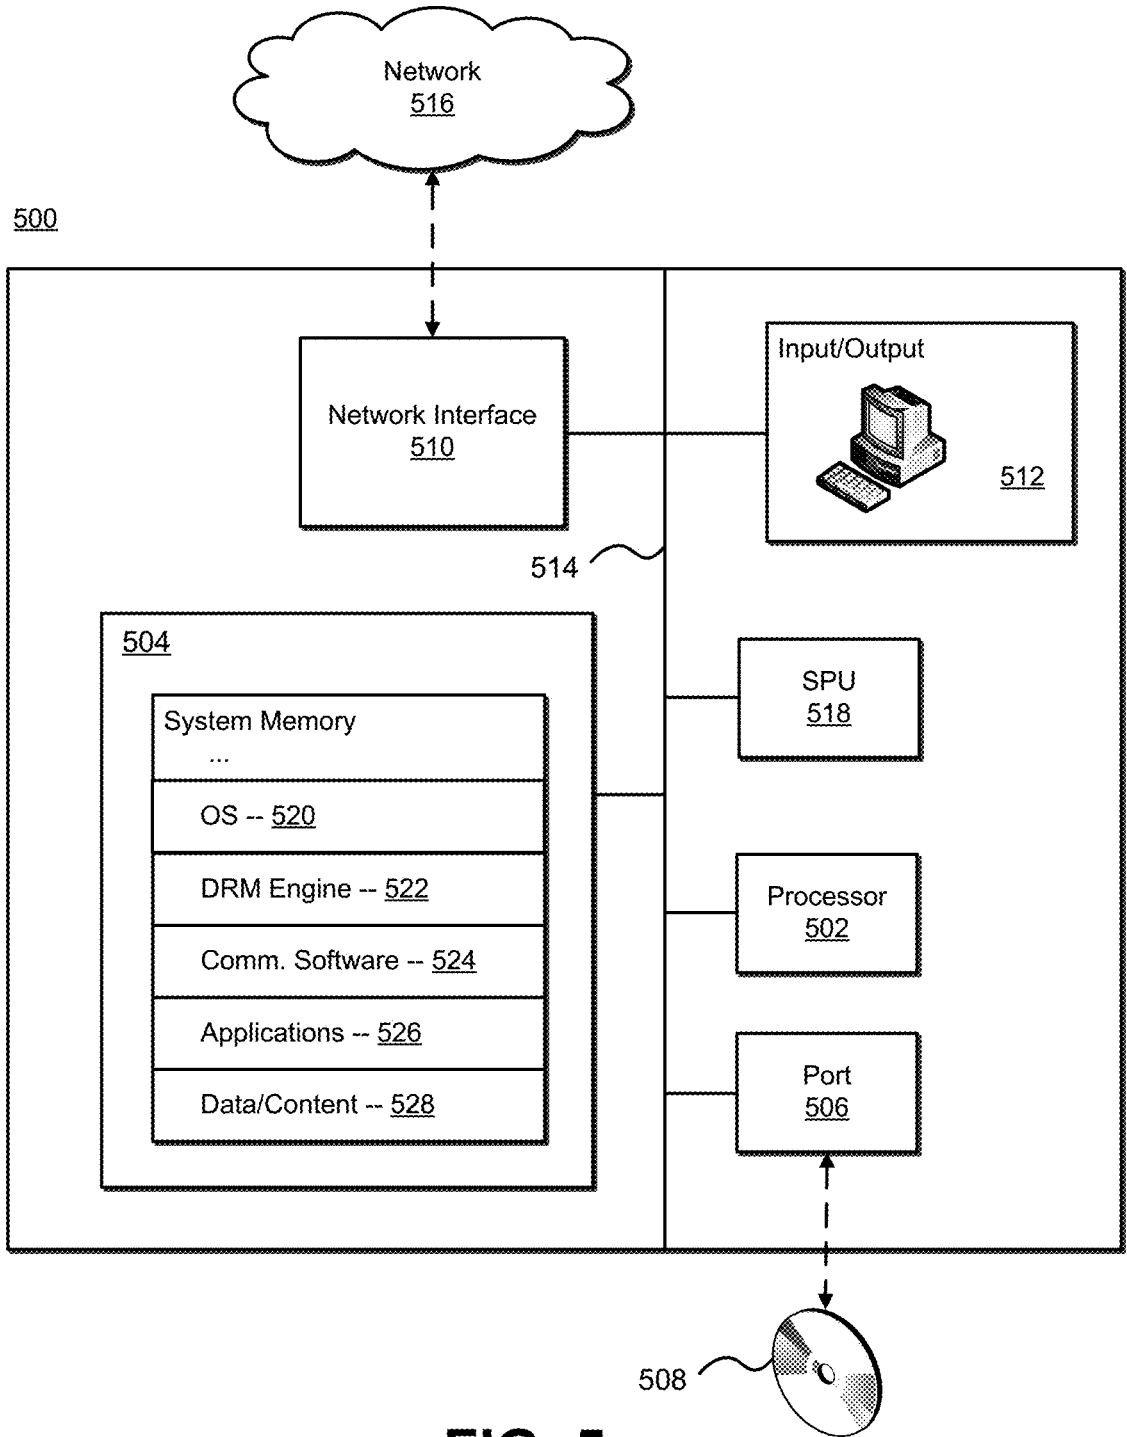 Network
516
500
Network Interface
510
Input/Output
512
514
504
System Memory
...
OS -- 520
DRM Engine -- 522
Comm. Software -- 524
Applications -- 526
Data/Content -- 528
SPU
518
Processor
502
Port
506
508